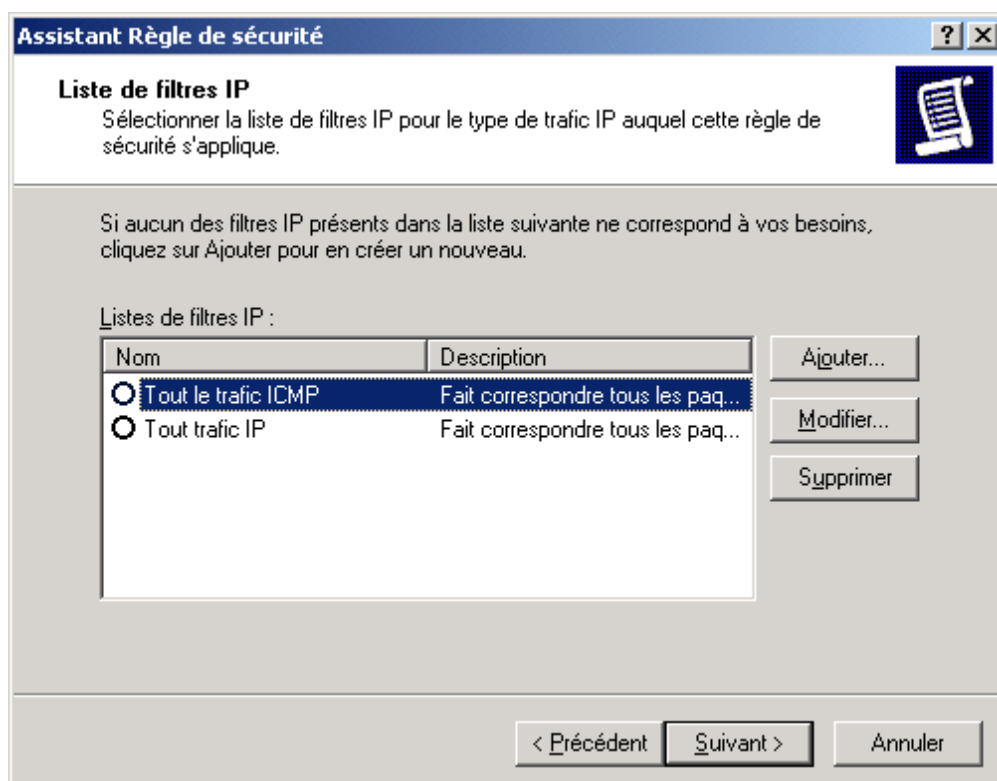 Assistant Règle de sécurité
Liste de filtres IP
Sélectionner la liste de filtres IP pour le type de trafic IP auquel cette règle de
sécurité s'applique.
Si aucun des filtres IP présents dans la liste suivante ne correspond à vos besoins,
cliquez sur Ajouter pour en créer un nouveau.
Listes de filtres IP :
Nom Description
Tout le trafic ICMP Fait correspondre tous les paq...
Tout trafic IP Fait correspondre tous les paq...
Ajouter...
Modifier...
Supprimer
< Précédent Suivant > Annuler